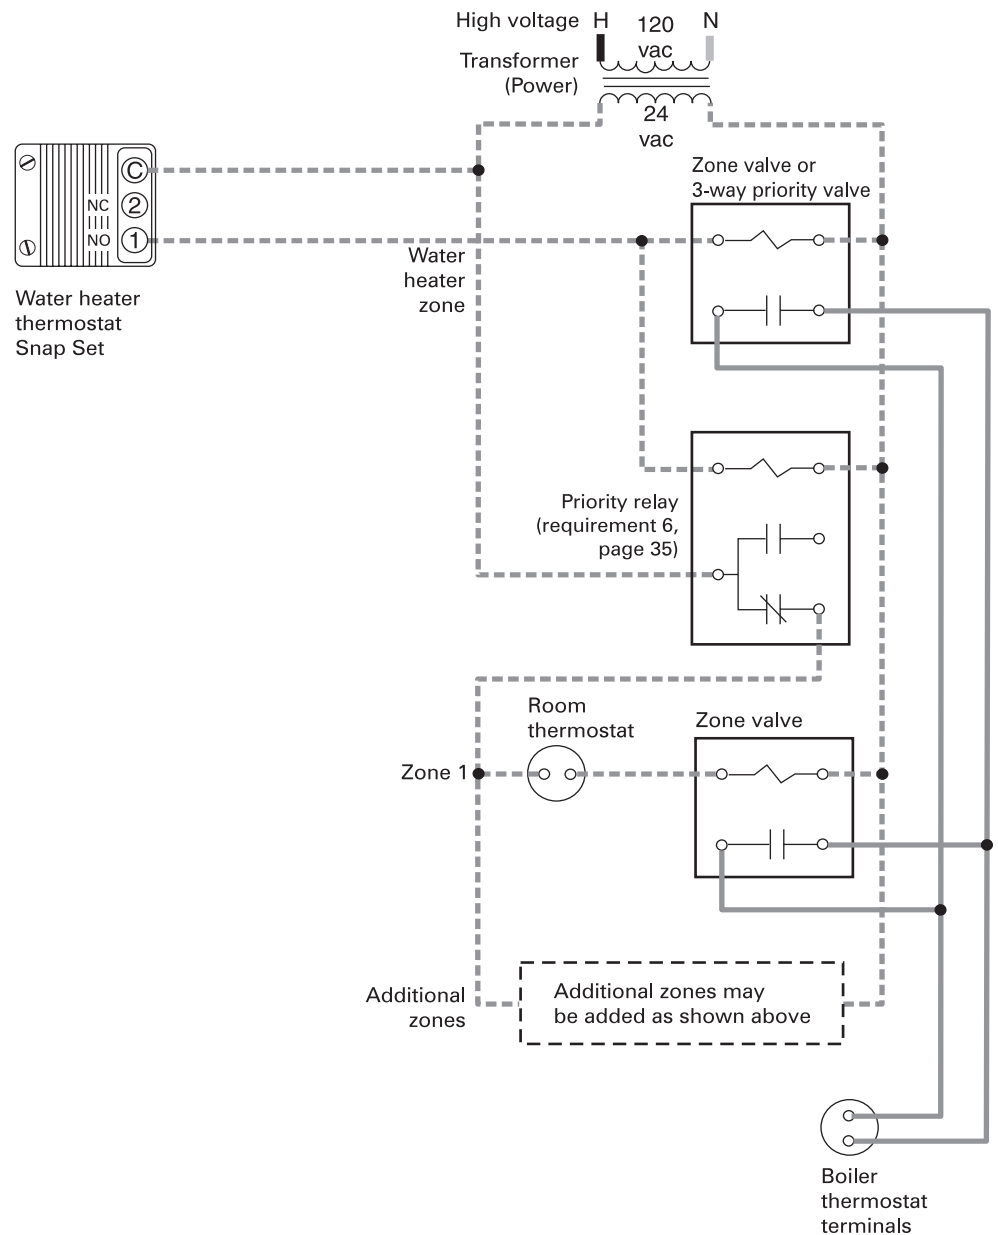 High voltage H 120 N
vac
Transformer
(Power)
24
vac
C
NC 2
NO 1
Water heater
thermostat
Snap Set
Water
heater
zone
Zone valve or
3-way priority valve
Priority relay
(requirement 6,
page 35)
Room
thermostat
Zone valve
Zone 1
Additional
zones
Additional zones may
be added as shown above
Boiler
thermostat
terminals